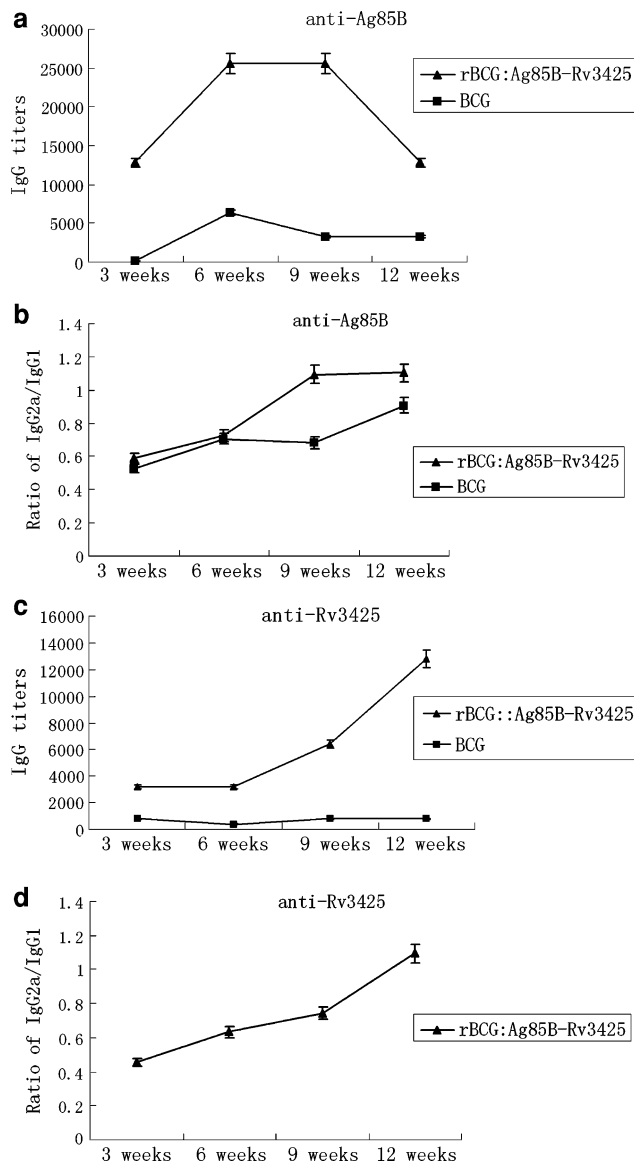 a
anti-Ag85B
IgG titers
30000
25000
20000
15000
10000
5000
0
3 weeks 6 weeks 9 weeks 12 weeks
rBCG:Ag85B-Rv3425
BCG
b
anti-Ag85B
Ratio of IgG2a/IgG1
1.4
1.2
1
0.8
0.6
0.4
0.2
0
3 weeks 6 weeks 9 weeks 12 weeks
rBCG:Ag85B-Rv3425
BCG
c
anti-Rv3425
IgG titers
16000
14000
12000
10000
8000
6000
4000
2000
0
3 weeks 6 weeks 9 weeks 12 weeks
rBCG::Ag85B-Rv3425
BCG
d
anti-Rv3425
Ratio of IgG2a/IgG1
1.4
1.2
1
0.8
0.6
0.4
0.2
0
3 weeks 6 weeks 9 weeks 12 weeks
rBCG:Ag85B-Rv3425